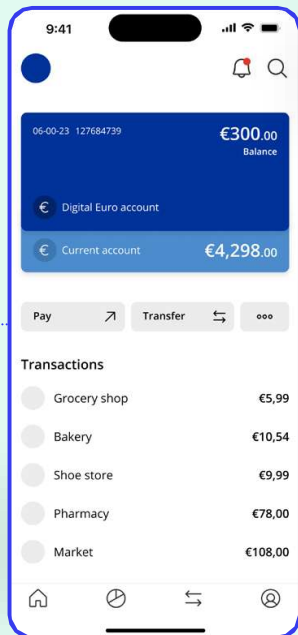 9:41
06-00-23 127684739 €300.00
Balance
€ Digital Euro account
€ Current account €4,298.00
Pay Transfer
Transactions
Grocery shop €5,99
Bakery €10,54
Shoe store €9,99
Pharmacy €78,00
Market €108,00